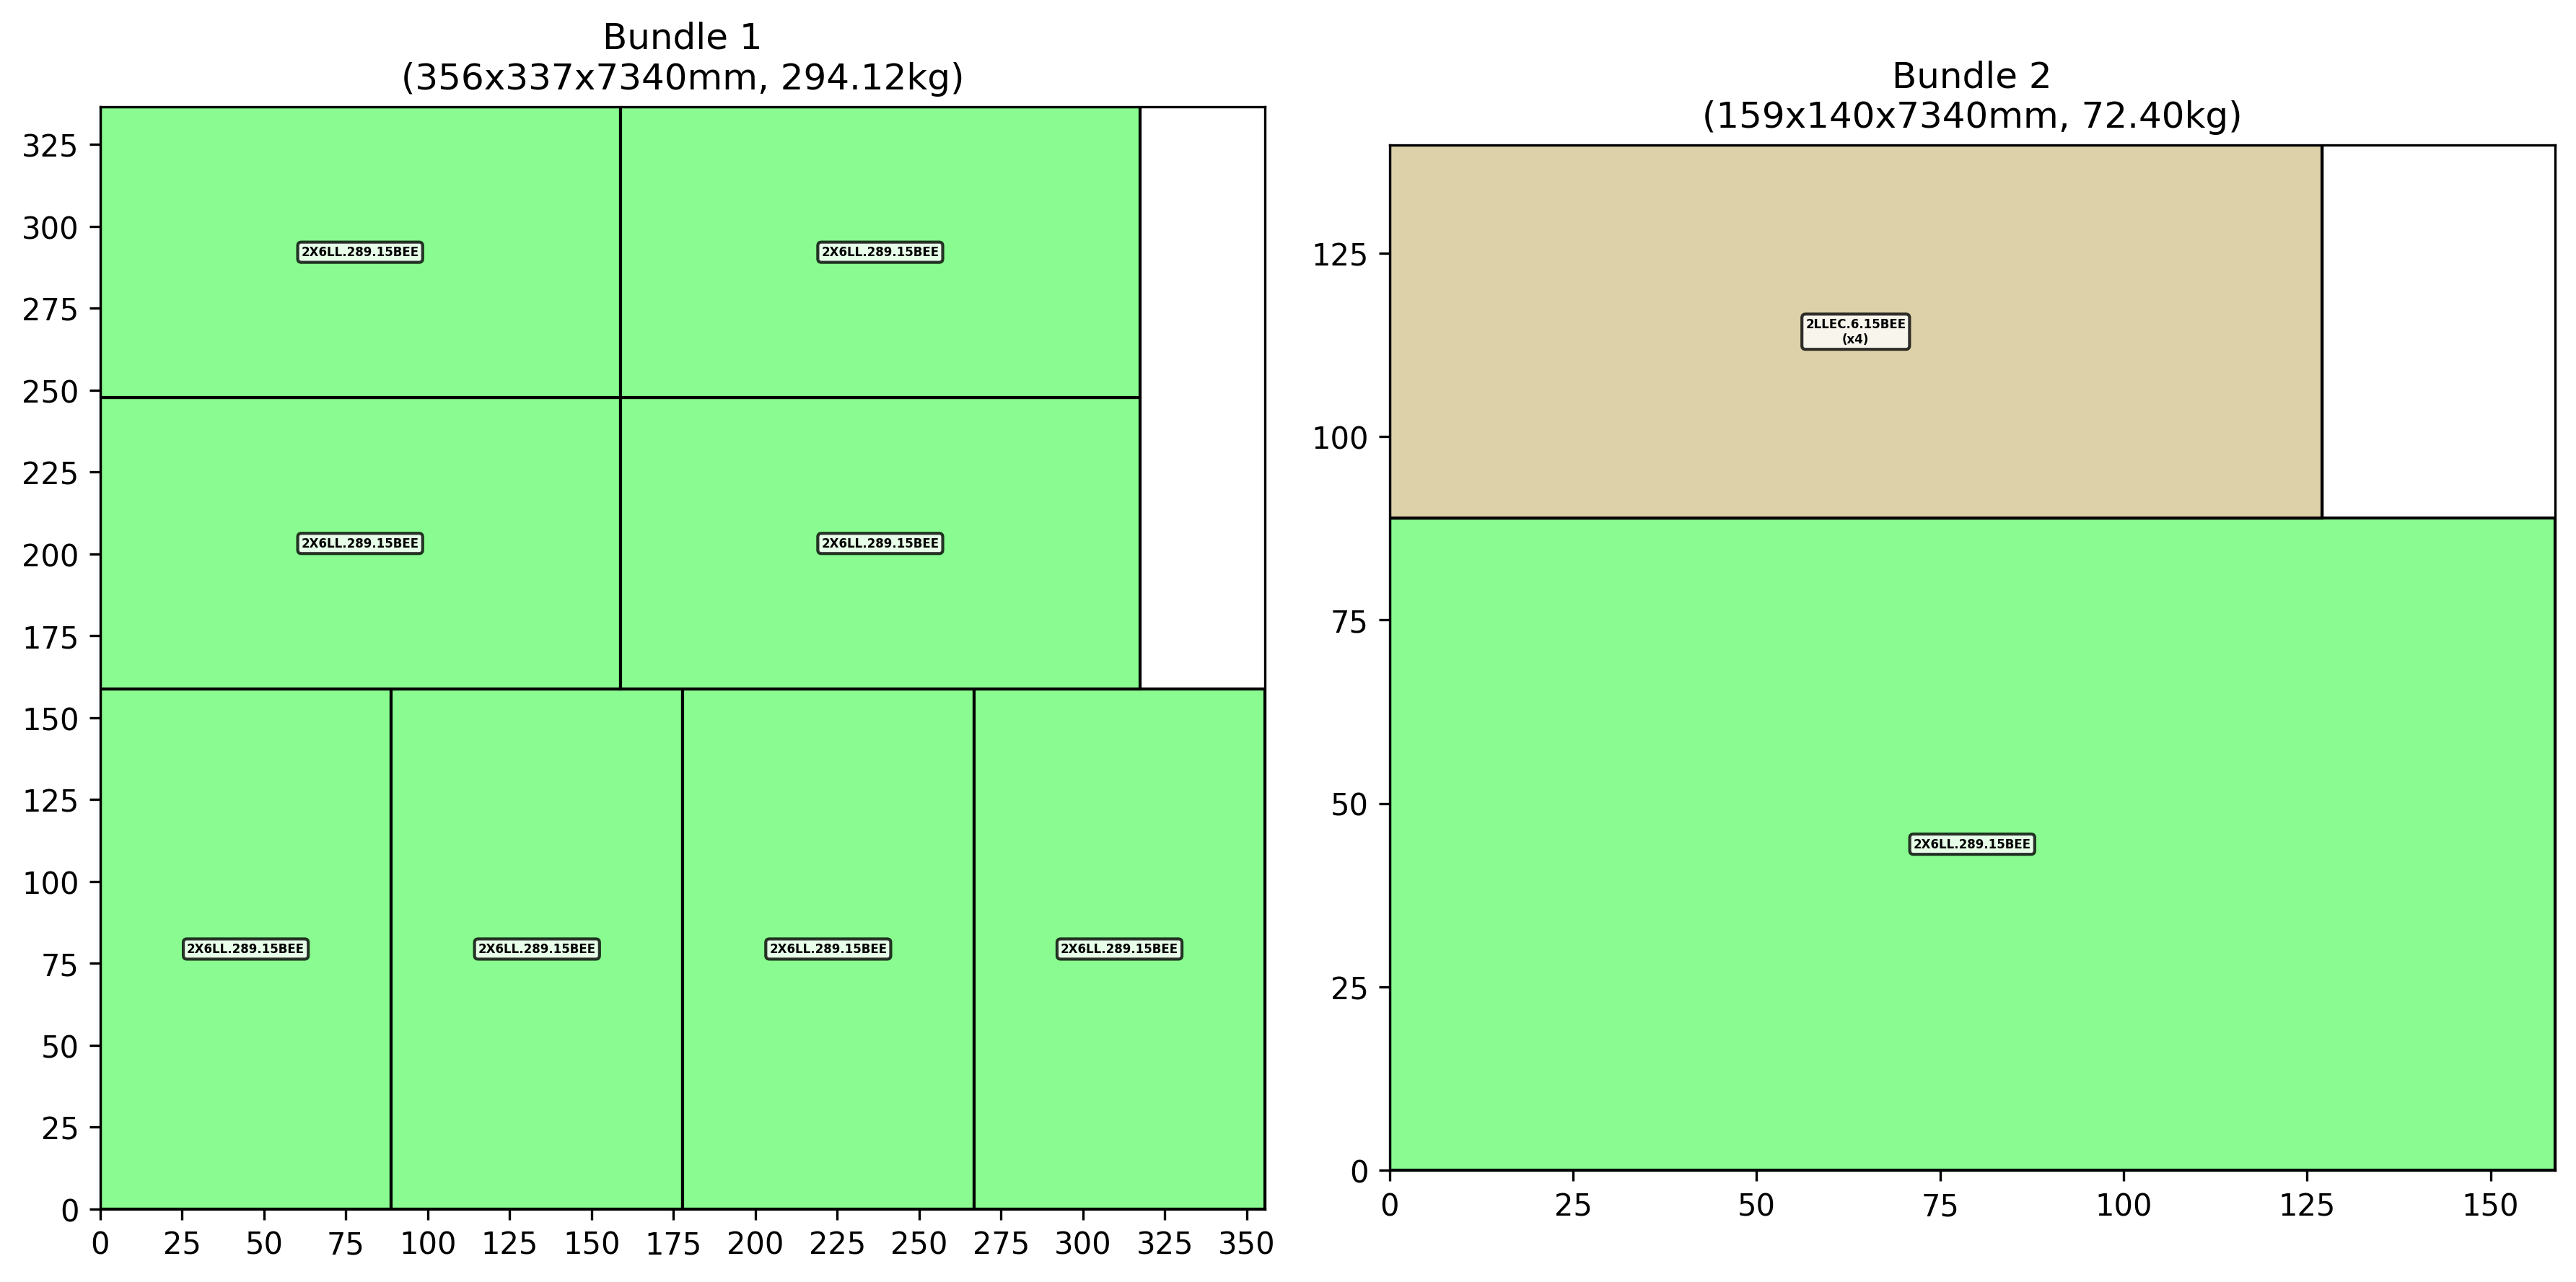 Bundle 1
(356x337x7340mm, 294.12kg)
325
300
275
250
225
200
175
150
125
100
75
50
25
0
2X6LL.289.15BEE
2X6LL.289.15BEE
2X6LL.289.15BEE
2X6LL.289.15BEE
2X6LL.289.15BEE
2X6LL.289.15BEE
2X6LL.289.15BEE
2X6LL.289.15BEE
0 25 50 75 100 125 150 175 200 225 250 275 300 325 350
Bundle 2
(159x140x7340mm, 72.40kg)
125
100
75
50
25
0
2LLEC.6.15BEE
(x4)
2X6LL.289.15BEE
0 25 50 75 100 125 150